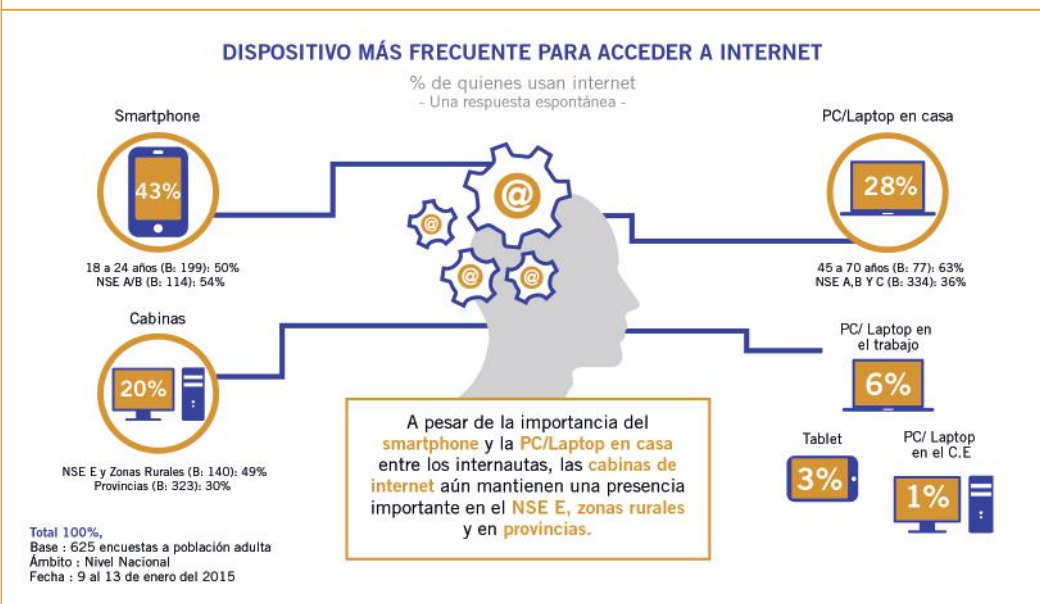 DISPOSITIVO MÁS FRECUENTE PARA ACCEDER A INTERNET
% de quienes usan internet
- Una respuesta espontánea -
Smartphone
43%
18 a 24 años (B: 199): 50%
NSE A/B (B: 114): 54%
PC/Laptop en casa
28%
45 a 70 años (B: 77): 63%
NSE A,B Y C (B: 334): 36%
@
@
@
@
Cabinas
20%
NSE E y Zonas Rurales (B: 140): 49%
Provincias (B: 323): 30%
PC/ Laptop en
el trabajo
6%
Tablet
3%
PC/ Laptop
en el C.E
1%
A pesar de la importancia del
smartphone y la PC/Laptop en casa
entre los internautas, las cabinas de
internet aún mantienen una presencia
importante en el NSE E, zonas rurales
y en provincias.
Total 100%,
Base : 625 encuestas a población adulta
Ámbito : Nivel Nacional
Fecha : 9 al 13 de enero del 2015